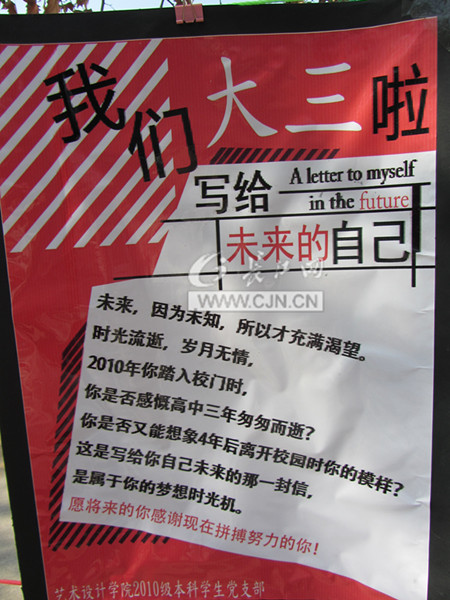 我们大三啦
写给
A letter to myself
in the future
未来的自己
长江网
WWW.CJN.CN
未来，因为未知，所以才充满渴望。
时光流逝，岁月无情，
2010年你踏入校门时，
你是否感慨高中三年匆匆而逝？
你是否又能想象4年后离开校园时你的模样？
这是写给你自己未来的那一封信，
是属于你的梦想时光机。
愿将来的你感谢现在拼搏努力的你！
艺术设计学院2010级本科学生党支部